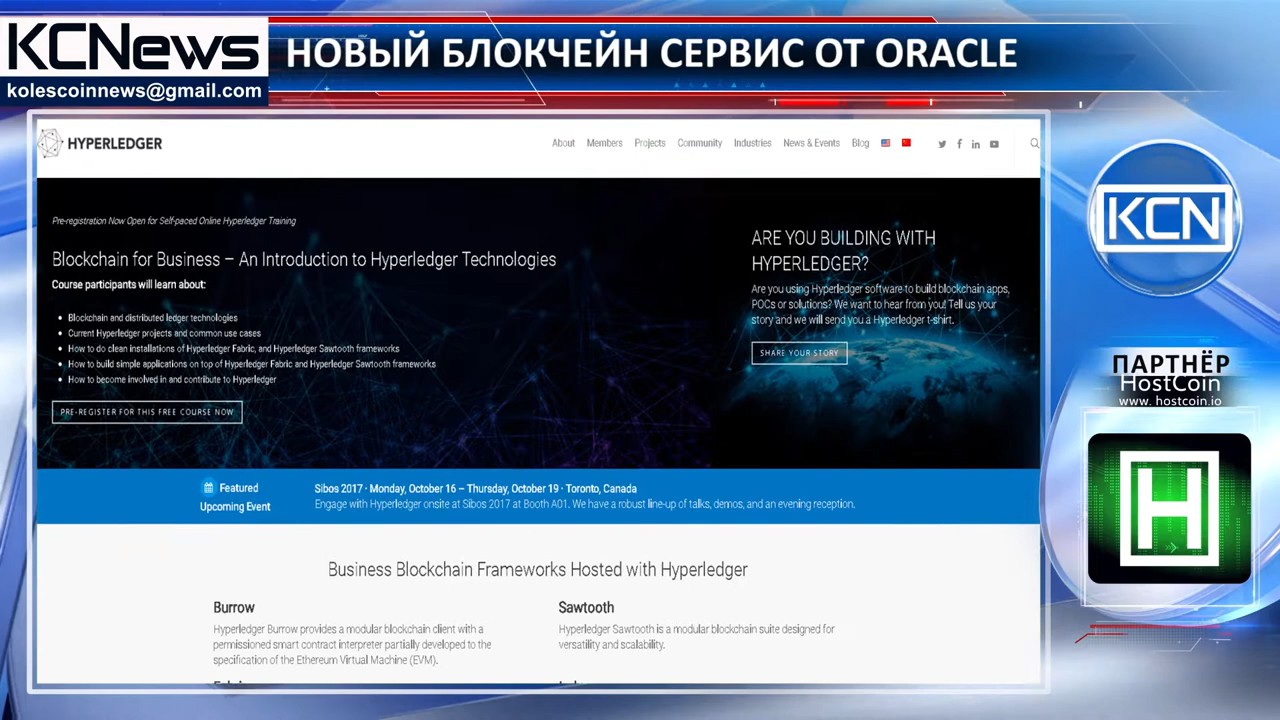 KCNews
kolescoinnews@gmail.com
НОВЫЙ БЛОКЧЕЙН СЕРВИС ОТ ORACLE
HYPERLEDGER
About Members Projects Community Industries News & Events Blog
Pre-registration Now Open for Self-paced Online Hyperledger Training
Blockchain for Business – An Introduction to Hyperledger Technologies
Course participants will learn about:
Blockchain and distributed ledger technologies
Current Hyperledger projects and common use cases
How to do clean installations of Hyperledger Fabric, and Hyperledger Sawtooth frameworks
How to build simple applications on top of Hyperledger Fabric and Hyperledger Sawtooth frameworks
How to become involved in and contribute to Hyperledger
PRE-REGISTER FOR THIS FREE COURSE NOW
ARE YOU BUILDING WITH
HYPERLEDGER?
Are you using Hyperledger software to build blockchain apps,
POCs or solutions? We want to hear from you! Tell us your
story and we will send you a Hyperledger t-shirt.
SHARE YOUR STORY
Featured
Upcoming Event
Sibos 2017 · Monday, October 16 – Thursday, October 19 · Toronto, Canada
Engage with Hyperledger onsite at Sibos 2017 at Booth A01. We have a robust line-up of talks, demos, and an evening reception.
Business Blockchain Frameworks Hosted with Hyperledger
Burrow
Hyperledger Burrow provides a modular blockchain client with a
permissioned smart contract interpreter partially developed to the
specification of the Ethereum Virtual Machine (EVM).
Sawtooth
Hyperledger Sawtooth is a modular blockchain suite designed for
versatility and scalability.
KCN
ПАРТНЁР
HostCoin
www. hostcoin.io
H